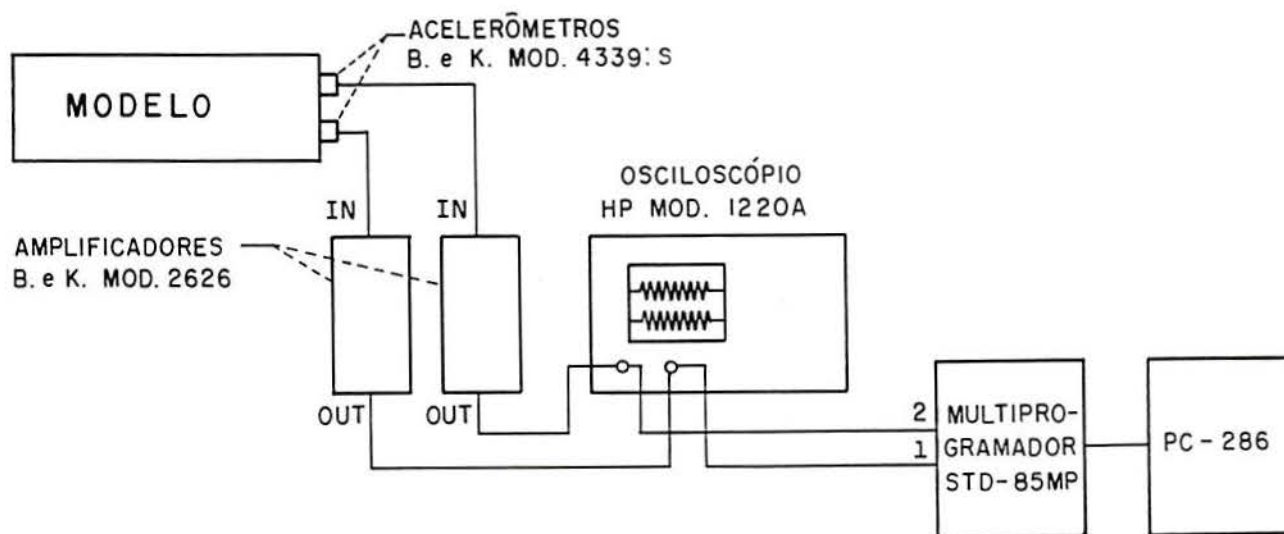 ACELERÔMETROS
B. e K. MOD. 4339:S
MODELO
OSCILOSCÓPIO
HP MOD. 1220A
IN
IN
AMPLIFICADORES
B. e K. MOD. 2626
OUT
OUT
2
1
MULTIPRO-
GRAMADOR
STD-85MP
PC-286